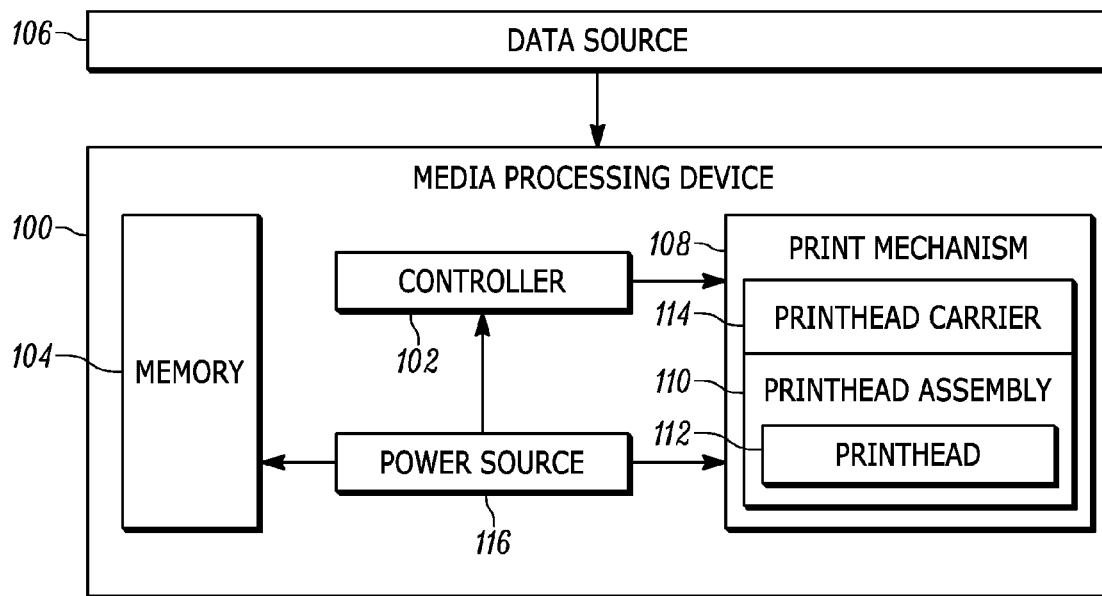 106
DATA SOURCE
MEDIA PROCESSING DEVICE
100
108
PRINT MECHANISM
CONTROLLER
114
PRINTHEAD CARRIER
104
MEMORY
102
110
PRINTHEAD ASSEMBLY
112
PRINTHEAD
POWER SOURCE
116